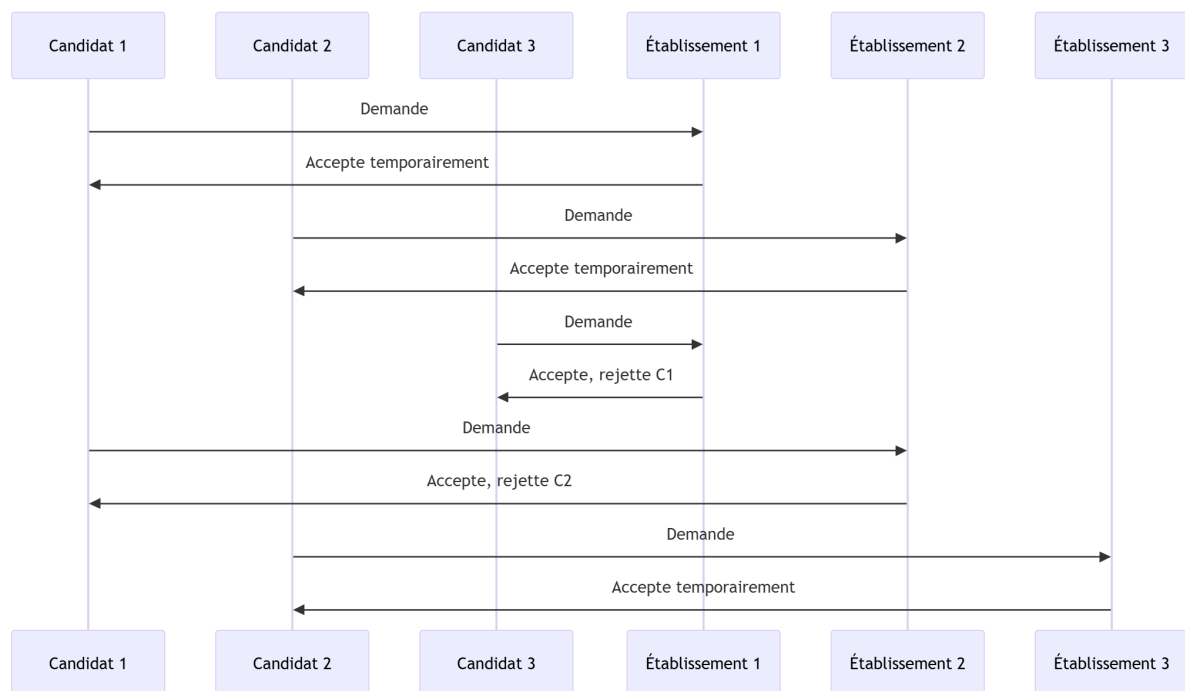 Candidat 1
Candidat 2
Candidat 3
Établissement 1
Établissement 2
Établissement 3
Demande
Accepte temporairement
Demande
Accepte temporairement
Demande
Accepte, rejette C1
Demande
Accepte, rejette C2
Demande
Accepte temporairement
Candidat 1
Candidat 2
Candidat 3
Établissement 1
Établissement 2
Établissement 3